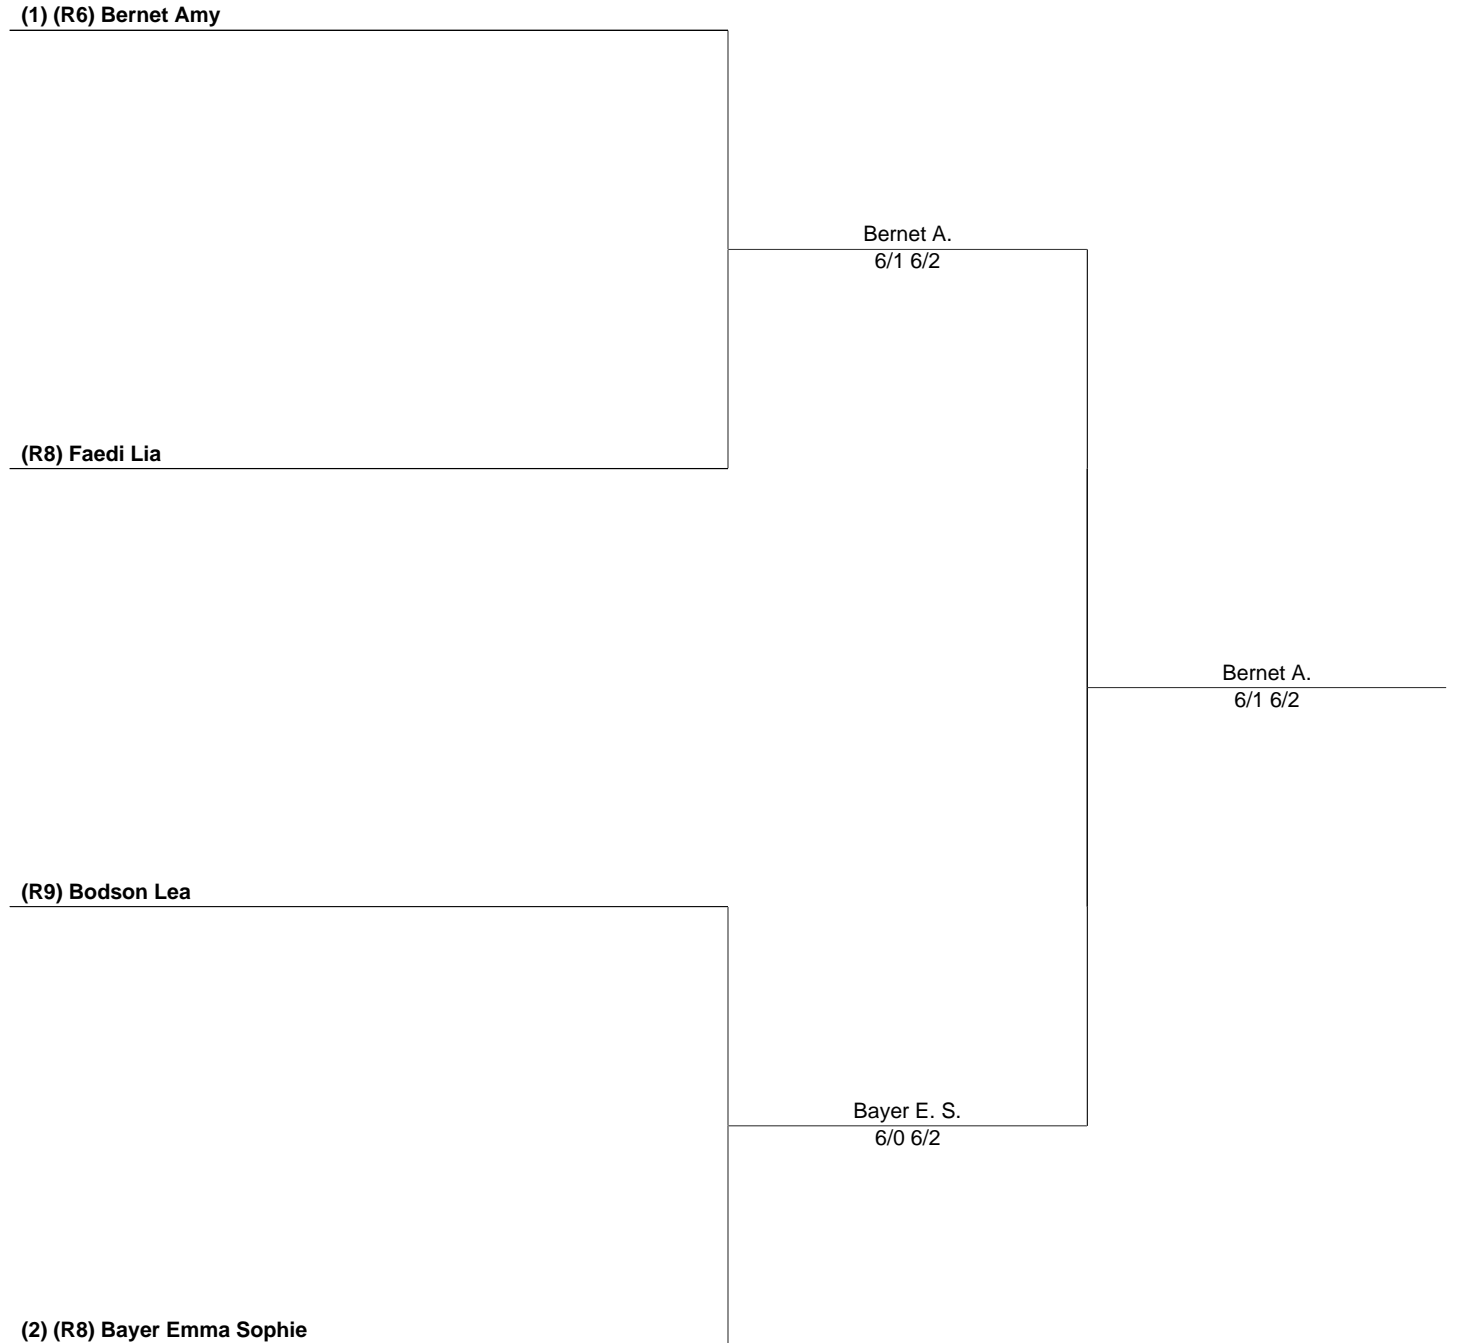 (1) (R6) Bernet Amy
Bernet A.
6/1 6/2
(R8) Faedi Lia
Bernet A.
6/1 6/2
(R9) Bodson Lea
Bayer E. S.
6/0 6/2
(2) (R8) Bayer Emma Sophie